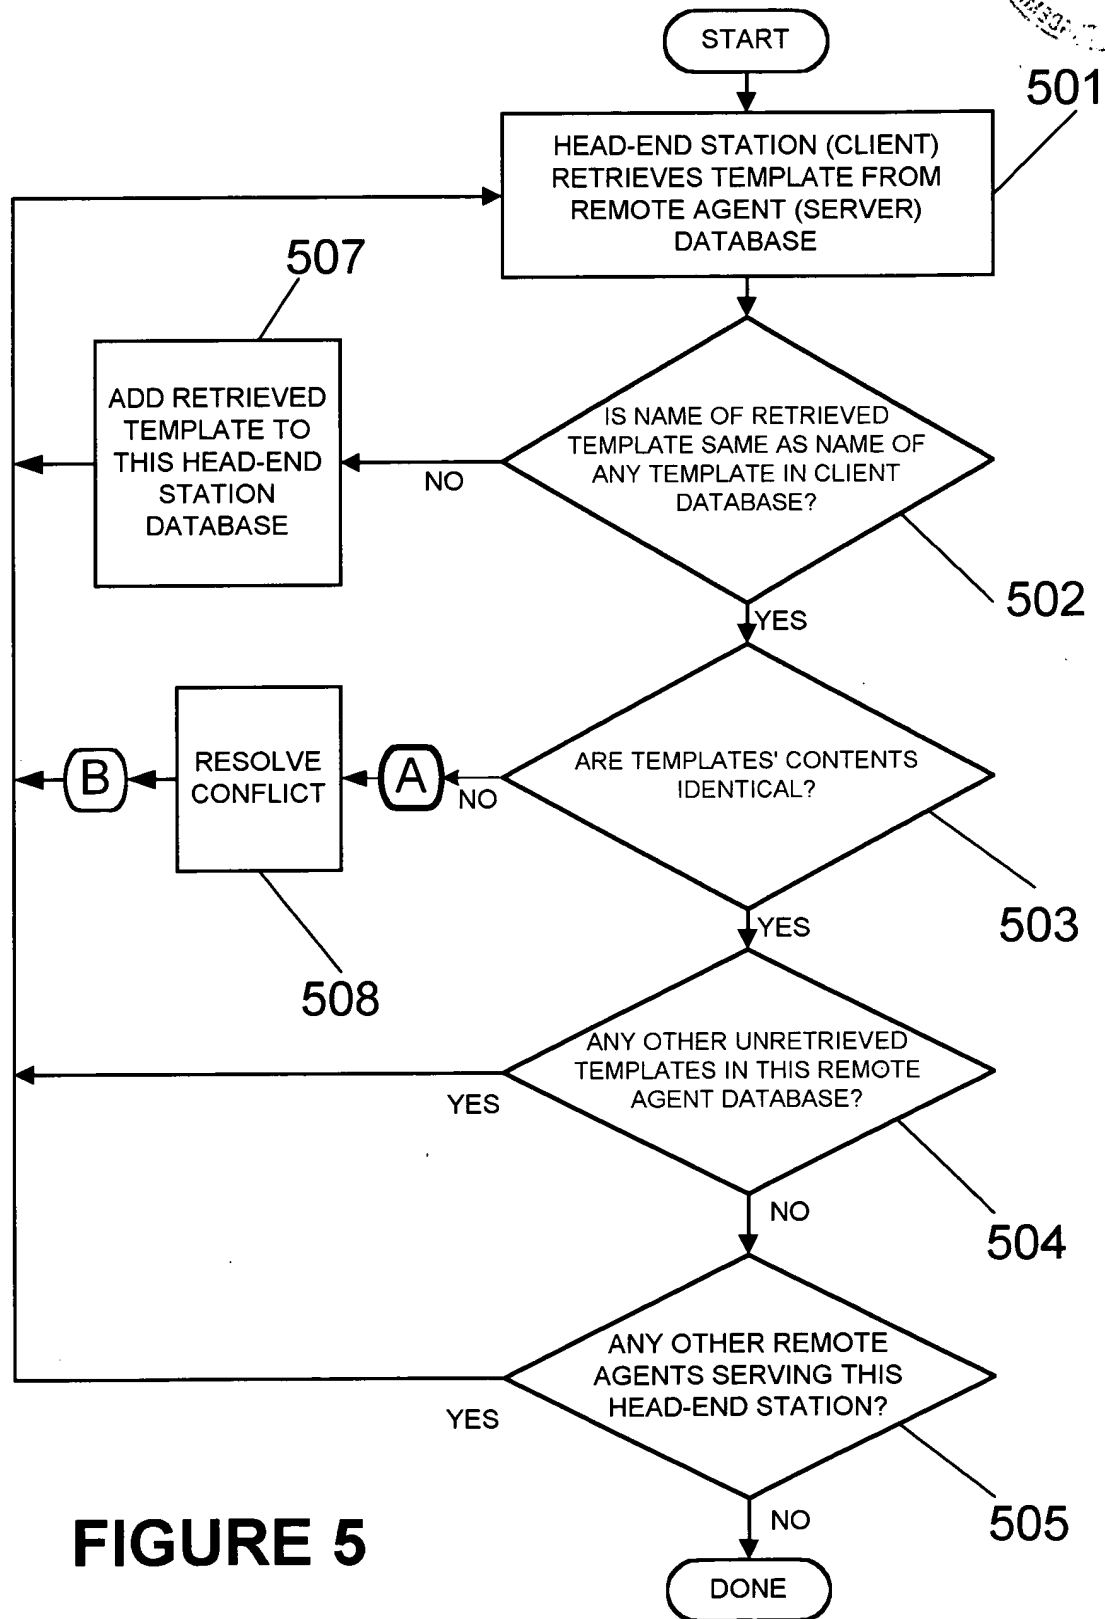 START
501
HEAD-END STATION (CLIENT)
RETRIEVES TEMPLATE FROM
REMOTE AGENT (SERVER)
DATABASE
507
ADD RETRIEVED
TEMPLATE TO
THIS HEAD-END
STATION
DATABASE
NO
IS NAME OF RETRIEVED
TEMPLATE SAME AS NAME OF
ANY TEMPLATE IN CLIENT
DATABASE?
502
YES
B
RESOLVE
CONFLICT
A
NO
ARE TEMPLATES' CONTENTS
IDENTICAL?
503
YES
508
ANY OTHER UNRETRIEVED
TEMPLATES IN THIS REMOTE
AGENT DATABASE?
YES
504
NO
ANY OTHER REMOTE
AGENTS SERVING THIS
HEAD-END STATION?
YES
505
NO
FIGURE 5
DONE